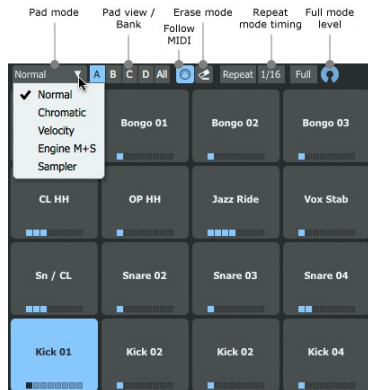 Pad mode
Pad view /
Bank
Erase mode
Repeat
mode timing
Full mode
level
Follow
MIDI
Normal A B C D All Repeat 1/16 Full
Normal
Chromatic
Velocity
Engine M+S
Sampler
Bongo 01 Bongo 02 Bongo 03
CL HH OP HH Jazz Ride Vox Stab
Sn / CL Snare 02 Snare 03 Snare 04
Kick 01 Kick 02 Kick 02 Kick 04